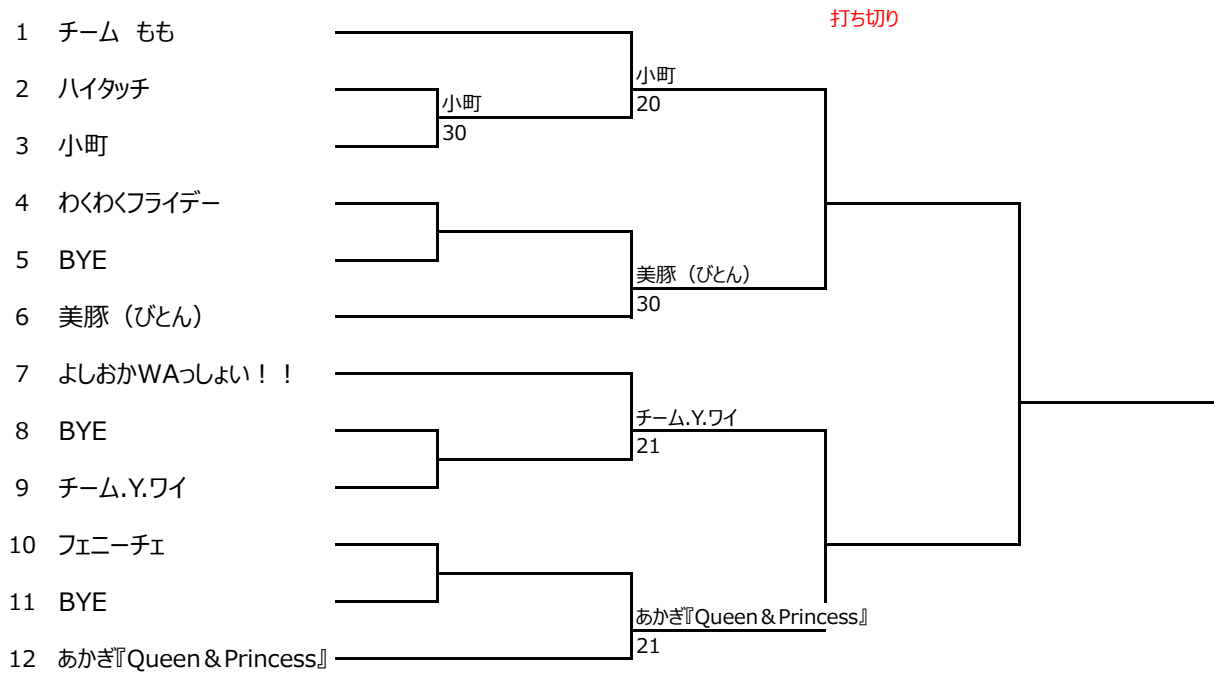 打ち切り
1 チーム もも
2 ハイタッチ
3 小町
4 わくわくフライデー
5 BYE
6 美豚（びとん）
7 よしおかWAっしょい！！
8 BYE
9 チーム.Y.ワイ
10 フェニーチェ
11 BYE
12 あかぎ『Queen＆Princess』
小町
30
小町
20
美豚（びとん）
30
チーム.Y.ワイ
21
あかぎ『Queen＆Princess』
21